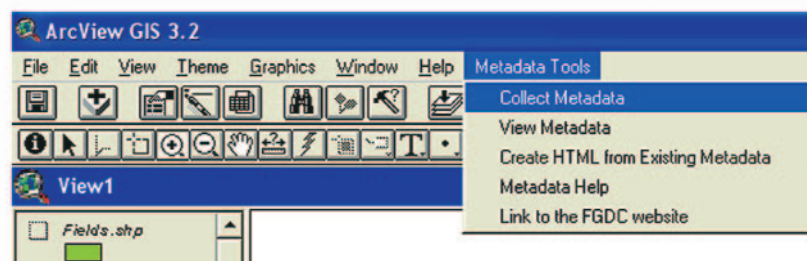 ArcView GIS 3.2
File Edit View Theme Graphics Window Help Metadata Tools
Collect Metadata
View Metadata
Create HTML from Existing Metadata
Metadata Help
Link to the FGDC website
T
View1
Fields.shp